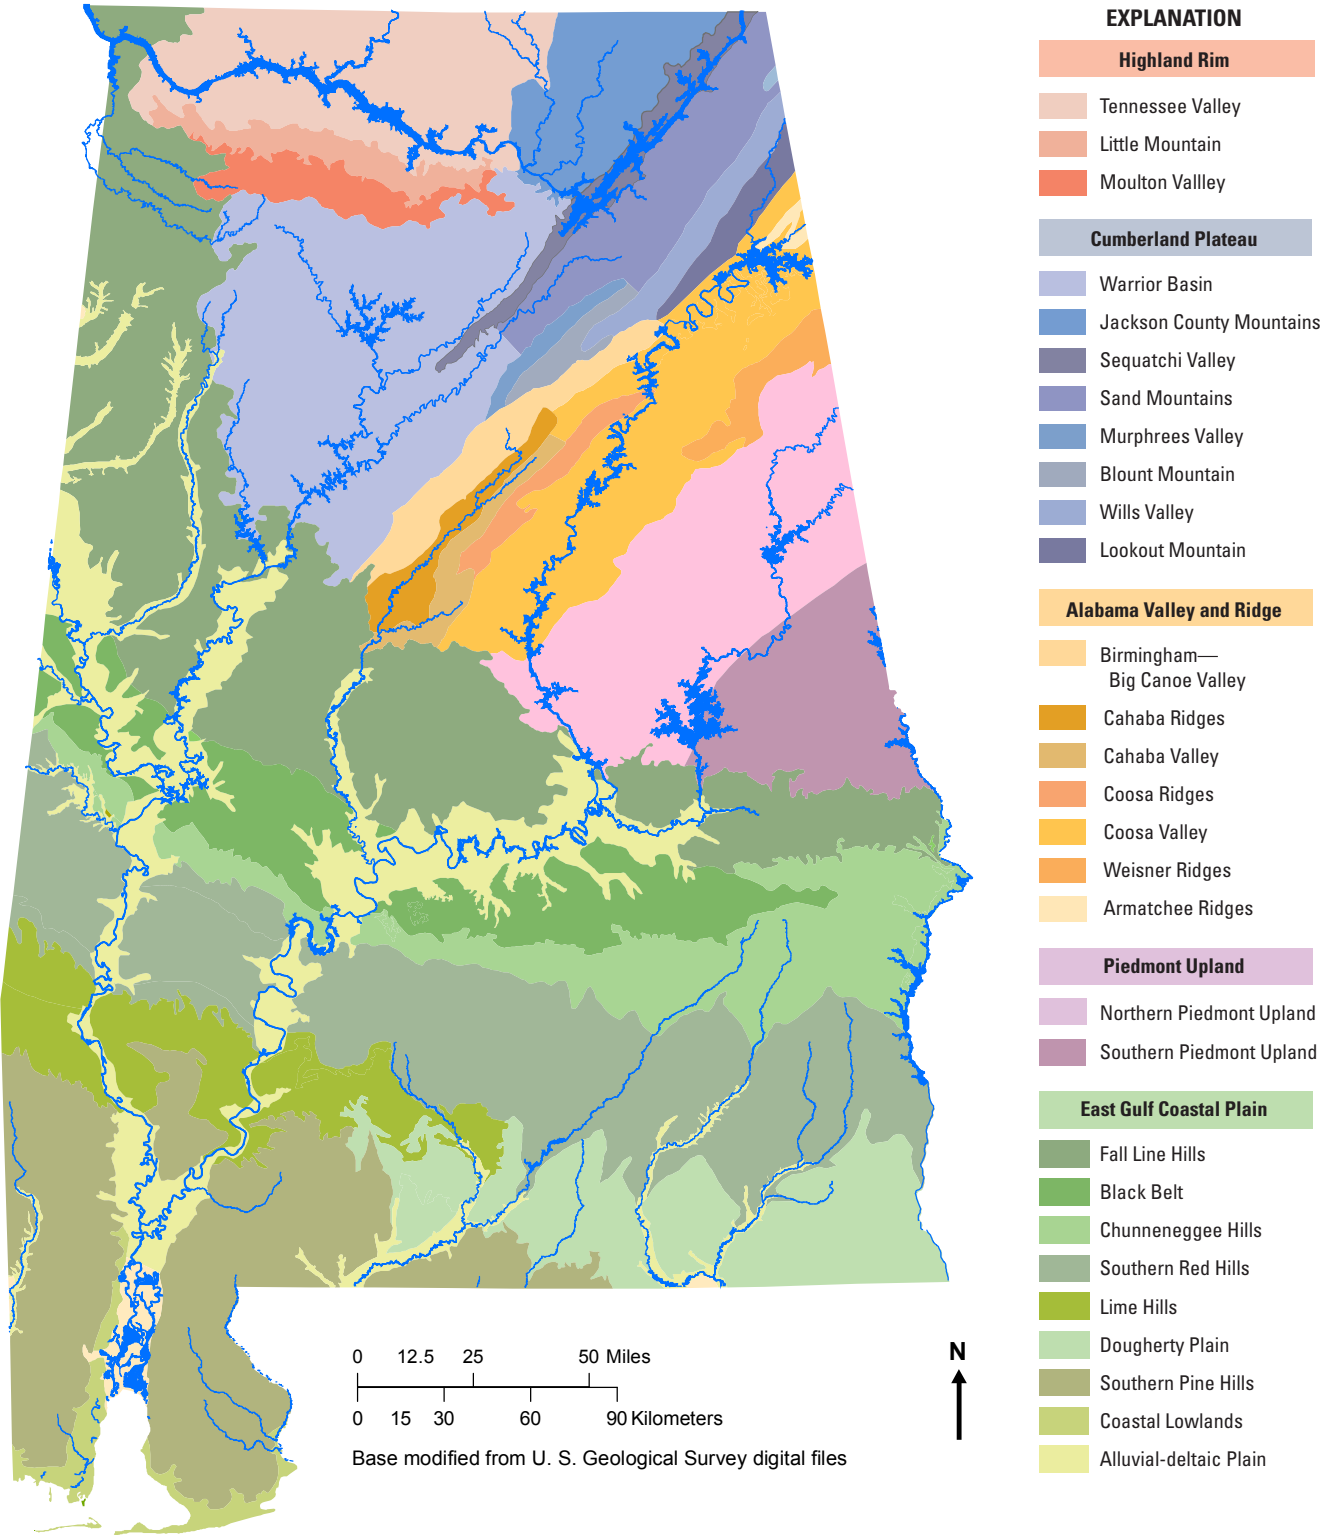 EXPLANATION
Highland Rim
Tennessee Valley
Little Mountain
Moulton Vallley
Cumberland Plateau
Warrior Basin
Jackson County Mountains
Sequatchi Valley
Sand Mountains
Murphrees Valley
Blount Mountain
Wills Valley
Lookout Mountain
Alabama Valley and Ridge
Birmingham—
Big Canoe Valley
Cahaba Ridges
Cahaba Valley
Coosa Ridges
Coosa Valley
Weisner Ridges
Armatchee Ridges
Piedmont Upland
Northern Piedmont Upland
Southern Piedmont Upland
East Gulf Coastal Plain
Fall Line Hills
Black Belt
Chunneneggee Hills
Southern Red Hills
Lime Hills
Dougherty Plain
Southern Pine Hills
Coastal Lowlands
Alluvial-deltaic Plain
N
0 12.5 25 50 Miles
0 15 30 60 90 Kilometers
Base modified from U. S. Geological Survey digital files